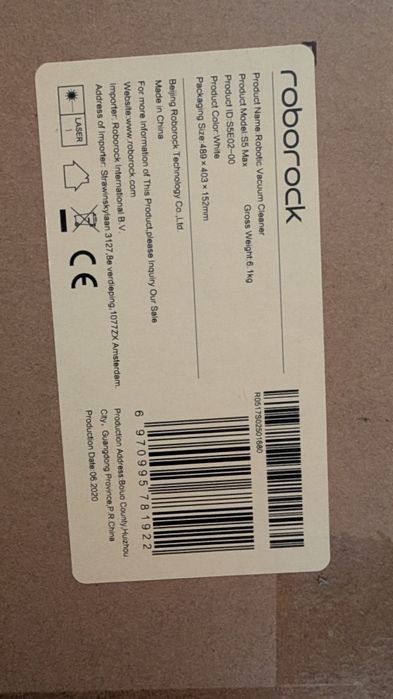 roborock
Product Name:Robotic Vacuum Cleaner
Product Model:S5 Max Gross Weight:6.1kg
Product ID:S5E02-00
Product Color:White
Packaging Size:489×403×152mm
R0517S02501680
Beijing Roborock Technology Co.,Ltd.
Made in China
For more Information of This Product,please Inquiry Our Sale
Website:www.roborock.com
Importer: Roborock International B.V.
Address of Importer: Strawinskylaan 3127,8e verdieping,1077ZX Amsterdam.
LASER
1
CE
6 970995 781922
Production Address:Boluo County,Huizhou
City, Guangdong Province,P.R.China
Production Date:06.2020